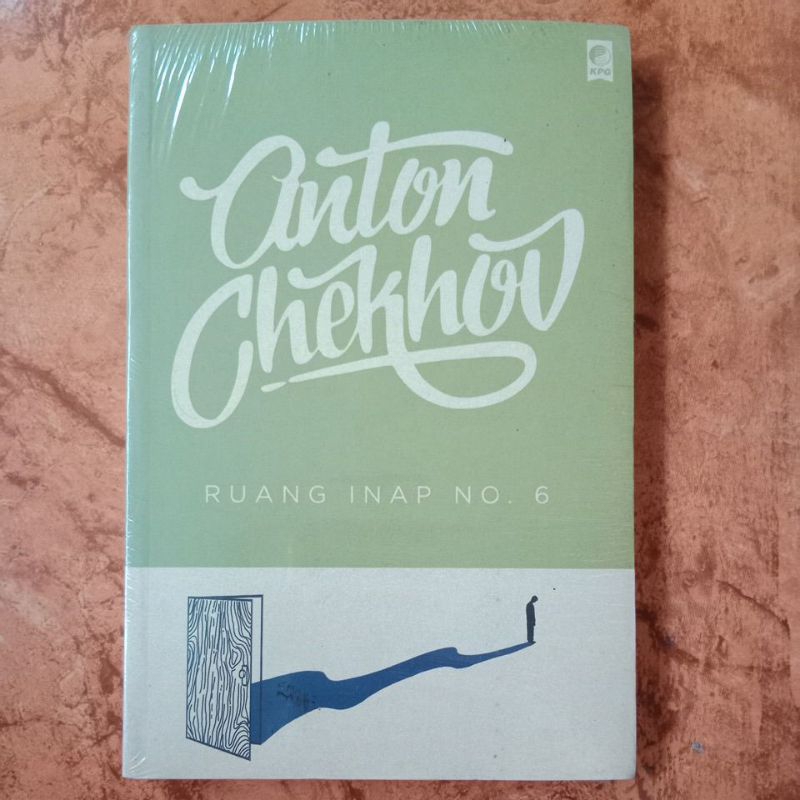 KPG
anton
Chekhov
RUANG INAP NO. 6